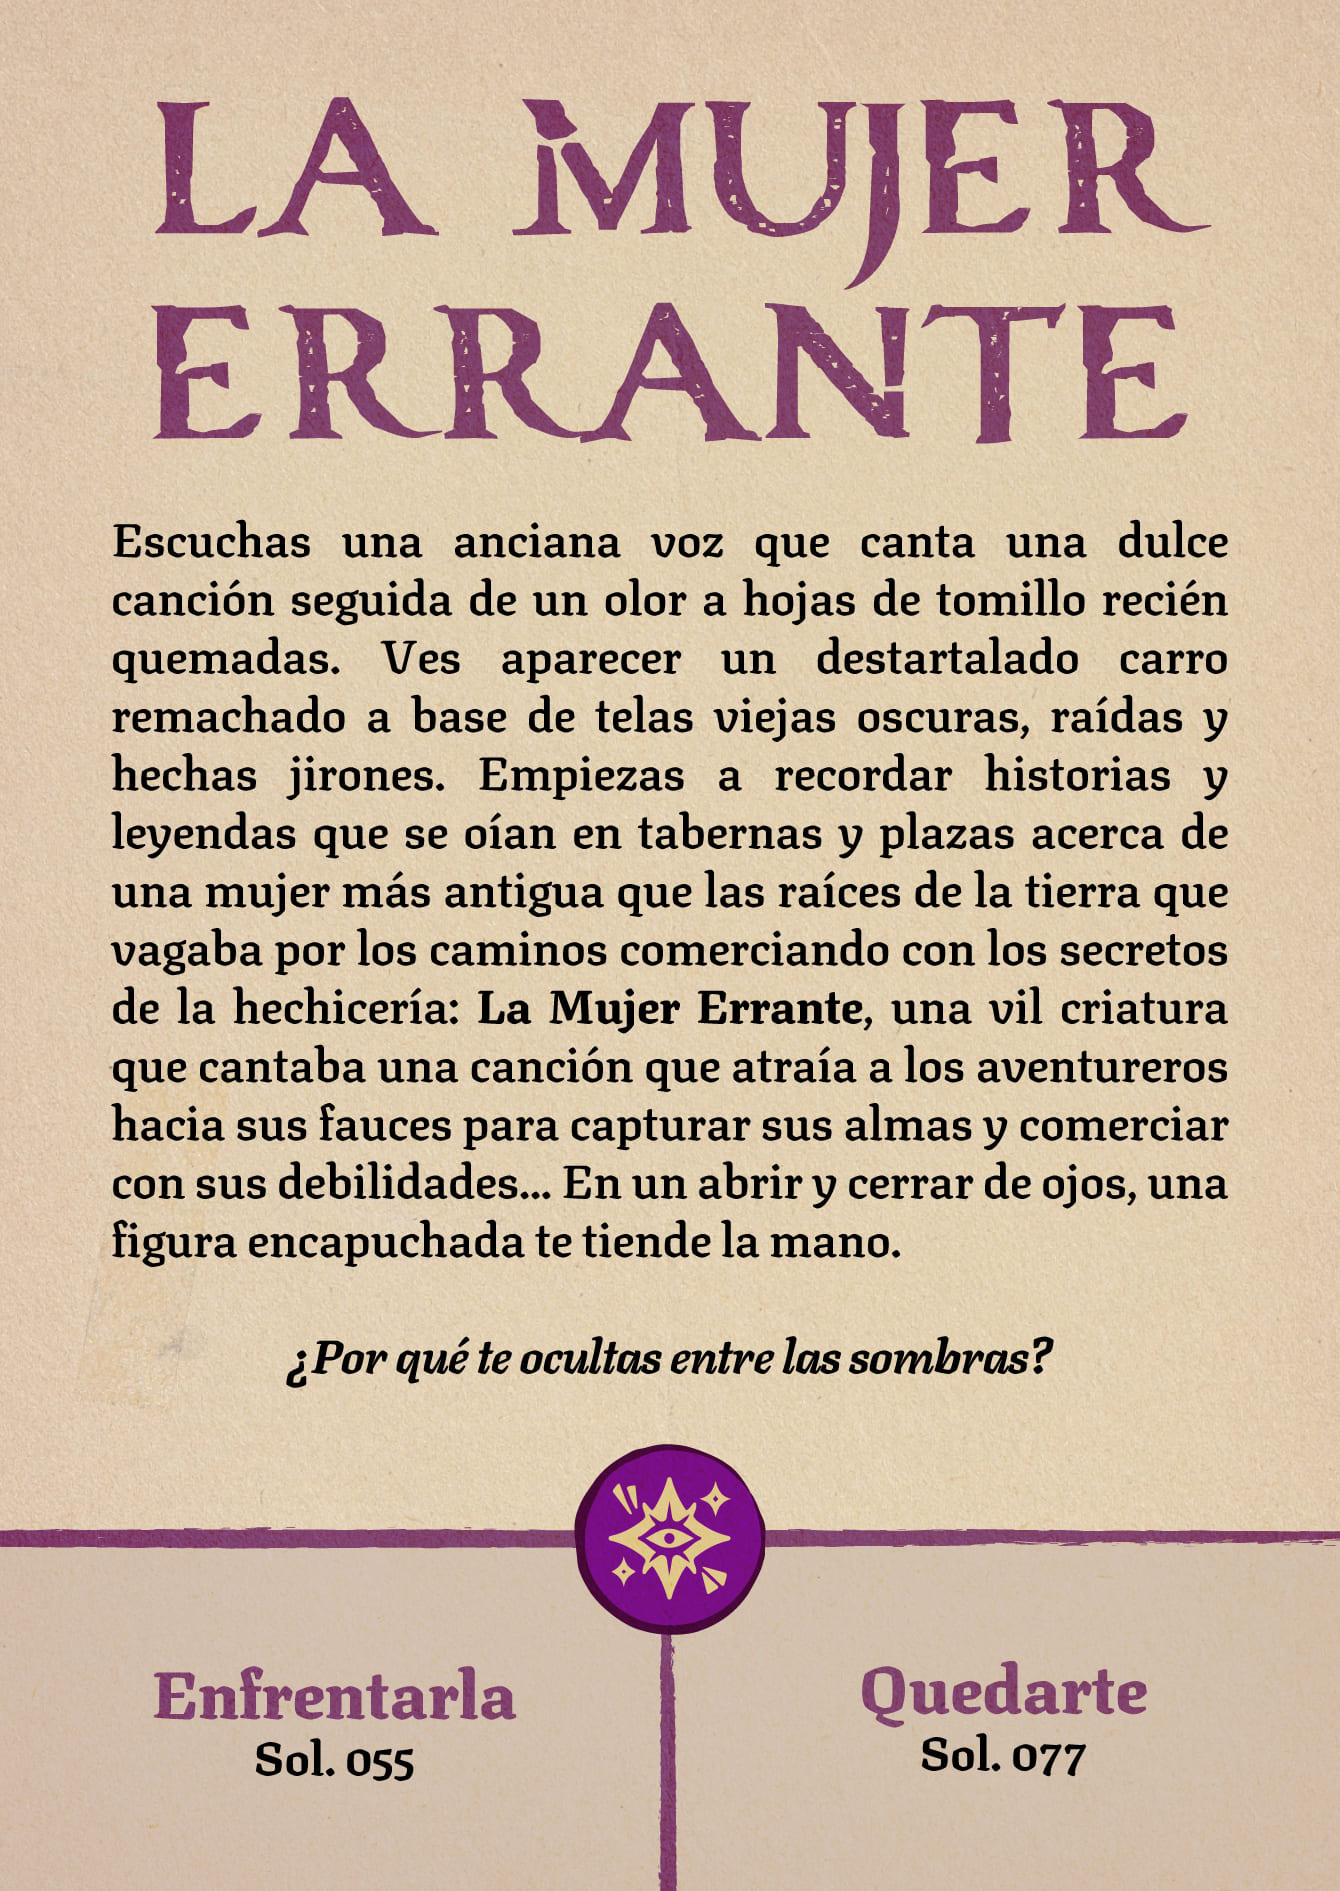 LA MUJER
ERRANTE
Escuchas una anciana voz que canta una dulce
canción seguida de un olor a hojas de tomillo recién
quemadas. Ves aparecer un destartalado carro
remachado a base de telas viejas oscuras, raídas y
hechas jirones. Empiezas a recordar historias y
leyendas que se oían en tabernas y plazas acerca de
una mujer más antigua que las raíces de la tierra que
vagaba por los caminos comerciando con los secretos
de la hechicería: La Mujer Errante, una vil criatura
que cantaba una canción que atraía a los aventureros
hacia sus fauces para capturar sus almas y comerciar
con sus debilidades... En un abrir y cerrar de ojos, una
figura encapuchada te tiende la mano.
¿Por qué te ocultas entre las sombras?
Enfrentarla
Sol. 055
Quedarte
Sol. 077